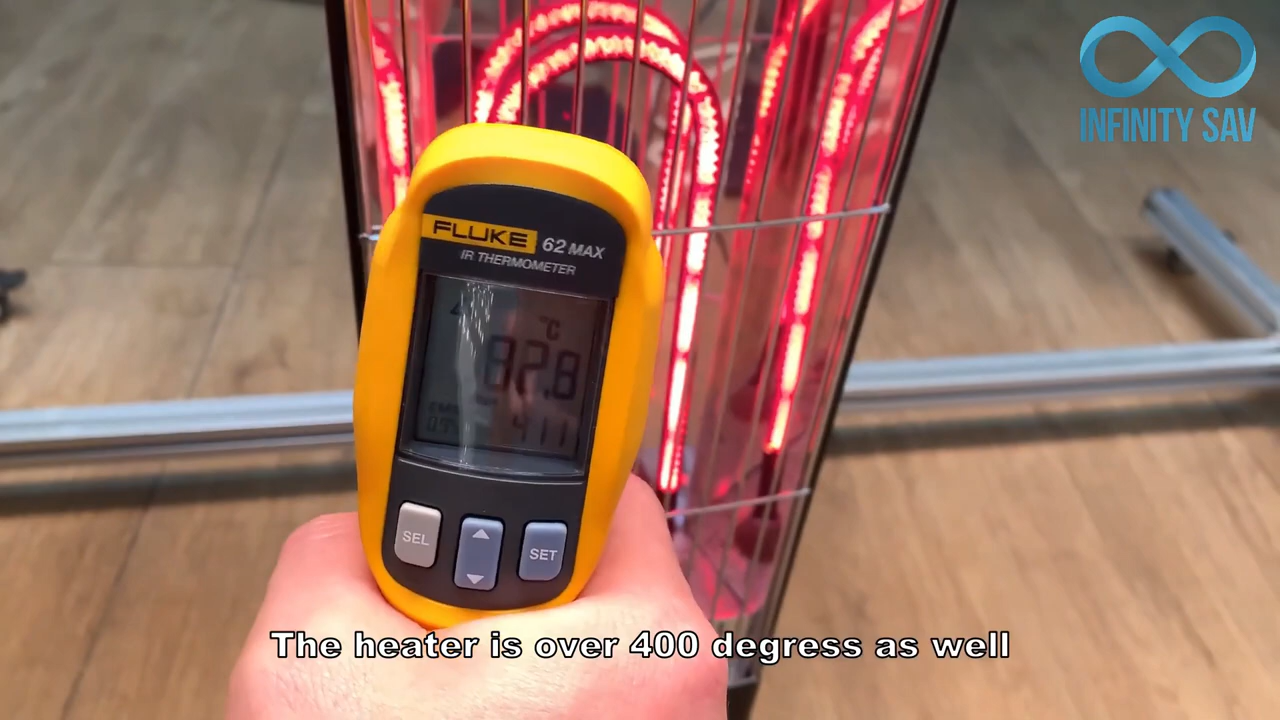 INFINITY SAV
FLUKE 62 MAX
IR THERMOMETER
°C
82.8
411
SEL
SET
The heater is over 400 degress as well